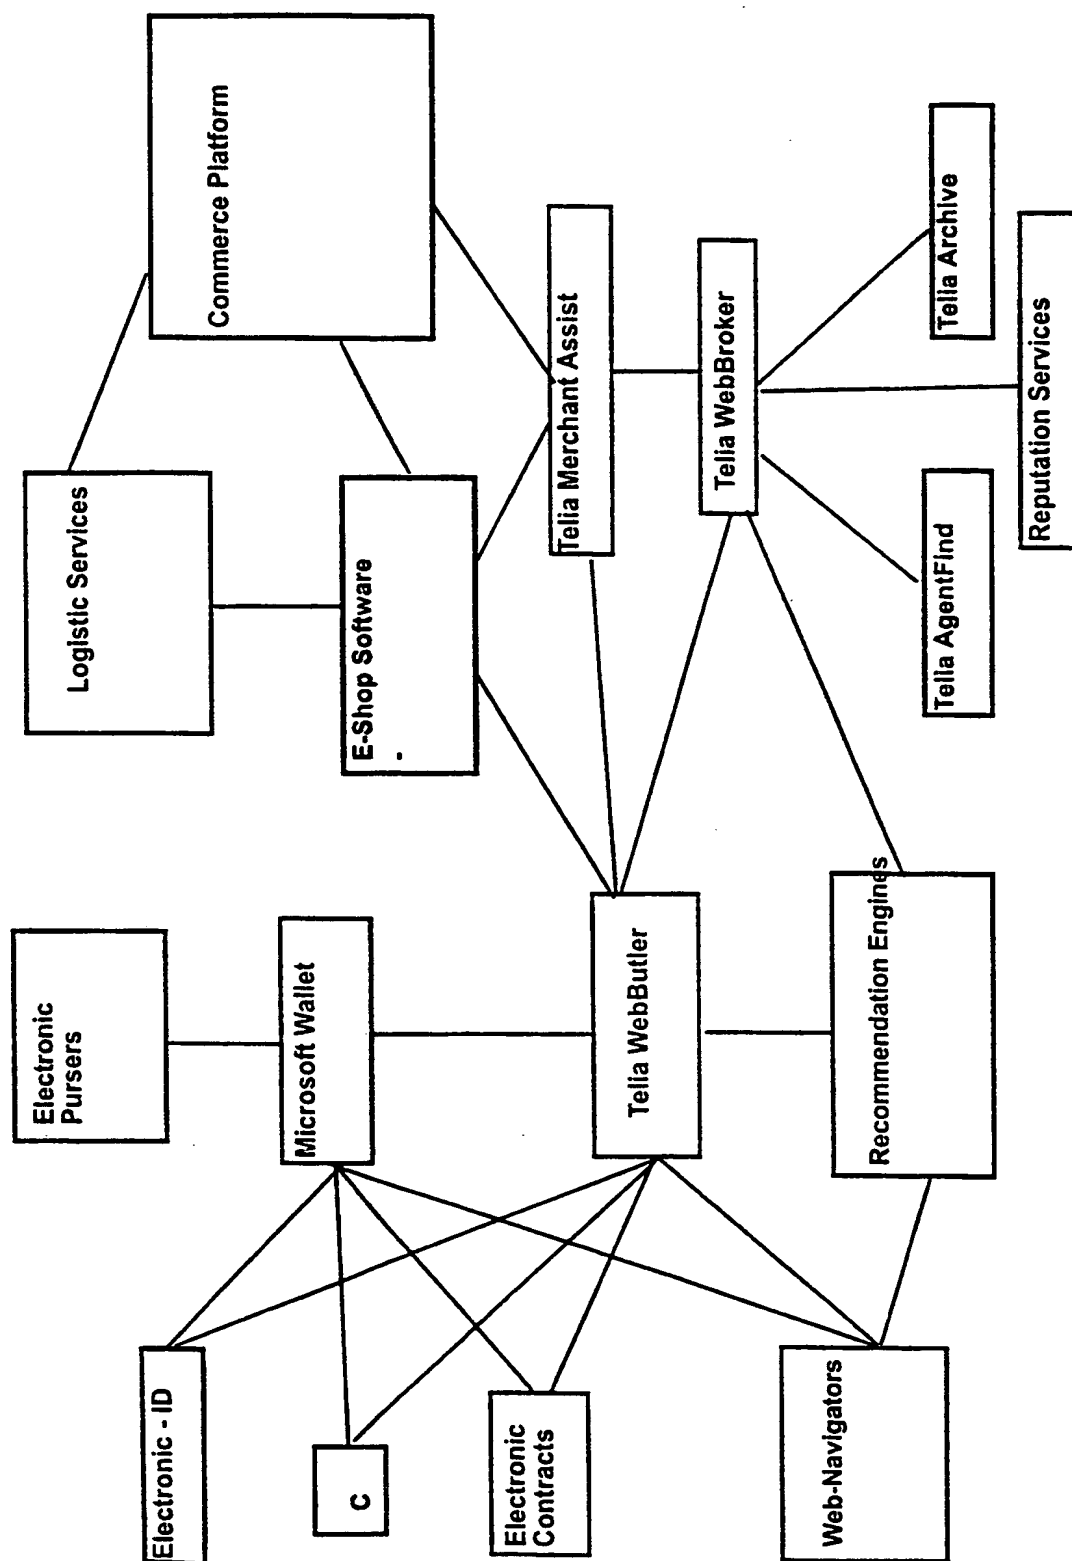 Electronic - ID
C
Electronic
Contracts
Web-Navigators
Electronic
Pursers
Microsoft Wallet
Telia WebButler
Recommendation Engines
Logistic Services
E-Shop Software
-
Commerce Platform
Telia Merchant Assist
Telia WebBroker
Telia AgentFind
Telia Archive
Reputation Services